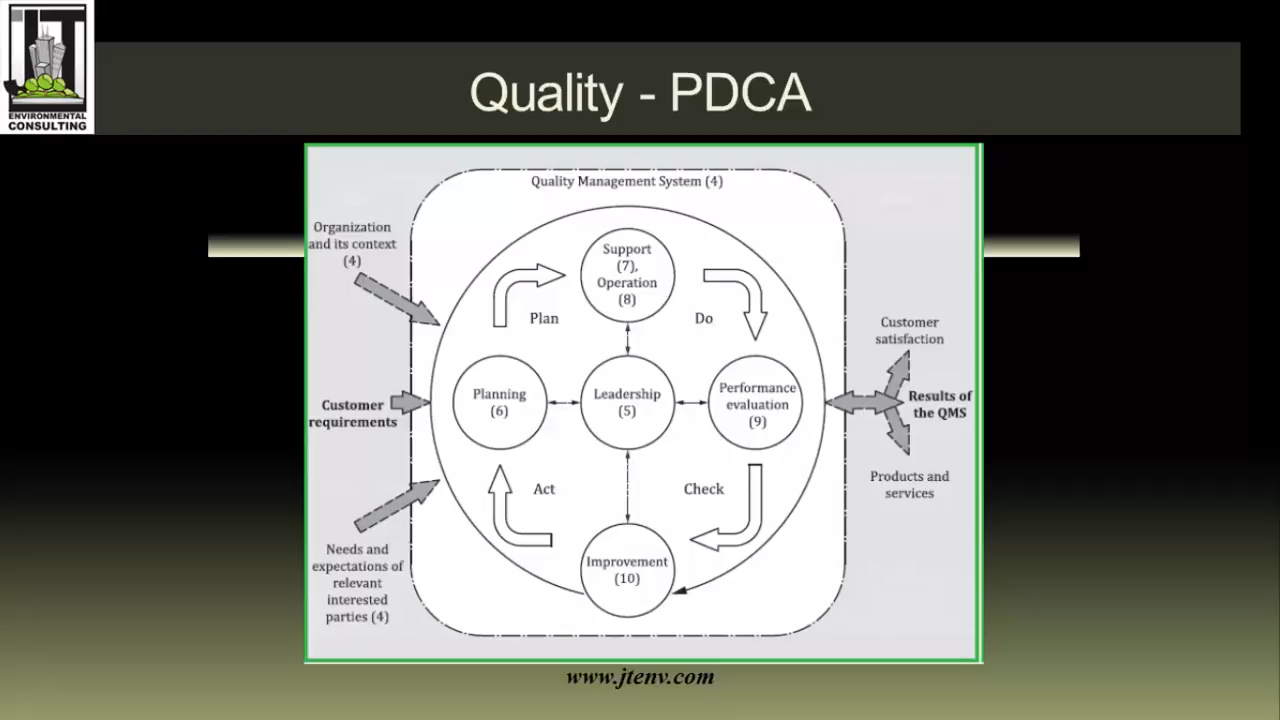 JT
ENVIRONMENTAL
CONSULTING
Quality - PDCA
Quality Management System (4)
Organization
and its context
(4)
Customer
requirements
Needs and
expectations of
relevant
interested
parties (4)
Support
(7),
Operation
(8)
Plan
Do
Planning
(6)
Leadership
(5)
Performance
evaluation
(9)
Act
Check
Improvement
(10)
Customer
satisfaction
Results of
the QMS
Products and
services
www.jtenv.com